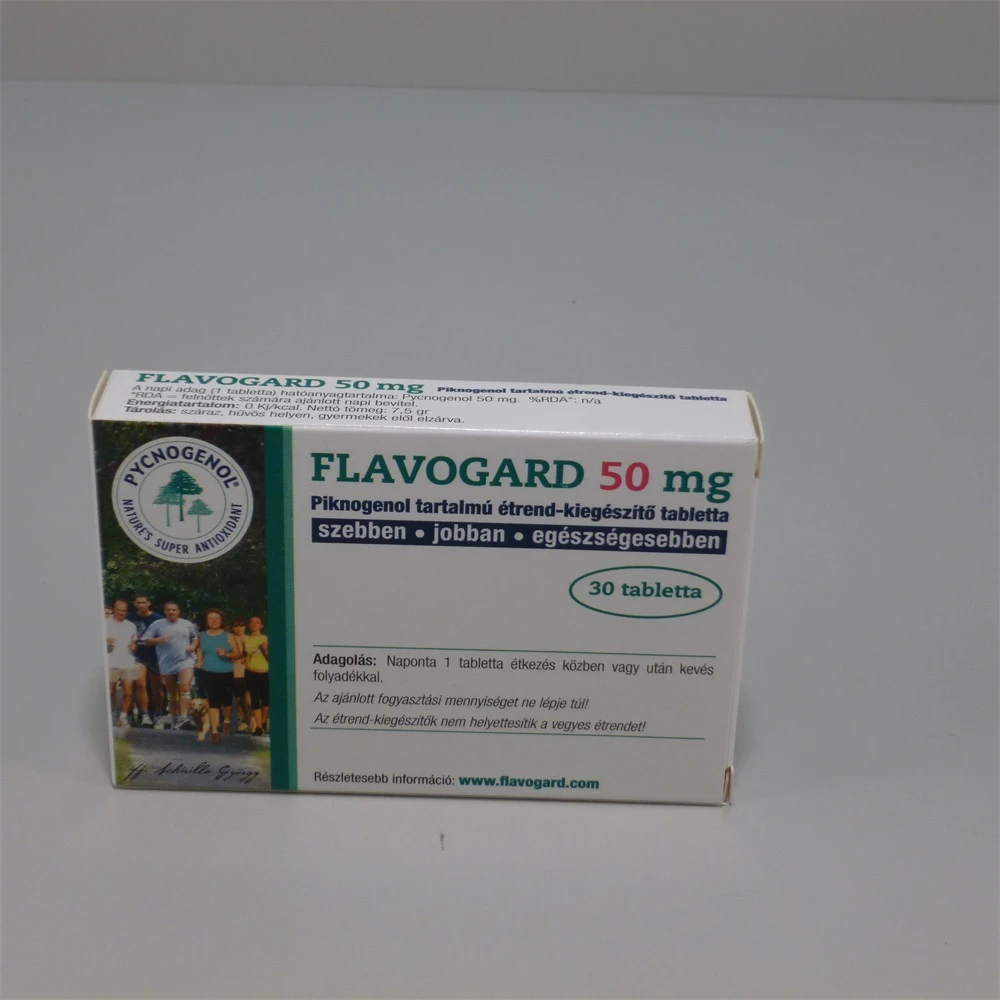 FLAVOGARD 50 mg Piknogenol tartalmú étrend-kiegészítő tabletta
A napi adag (1 tabletta) hatóanyagtartalma: Pycnogenol 50 mg. %RDA*: n/a
*RDA = felnőttek számára ajánlott napi bevitel.
Energiatartalom: 0 Kj/kcal. Nettó tömeg: 7,5 gr
Tárolás: száraz, hűvös helyen, gyermekek elől elzárva.
PYCNOGENOL®
NATURE'S SUPER ANTIOXIDANT
FLAVOGARD 50 mg
Piknogenol tartalmú étrend-kiegészítő tabletta
szebben • jobban • egészségesebben
30 tabletta
Adagolás: Naponta 1 tabletta étkezés közben vagy után kevés
folyadékkal.
Az ajánlott fogyasztási mennyiséget ne lépje túl!
Az étrend-kiegészítők nem helyettesítik a vegyes étrendet!
ifj. Schirilla György
Részletesebb információ: www.flavogard.com